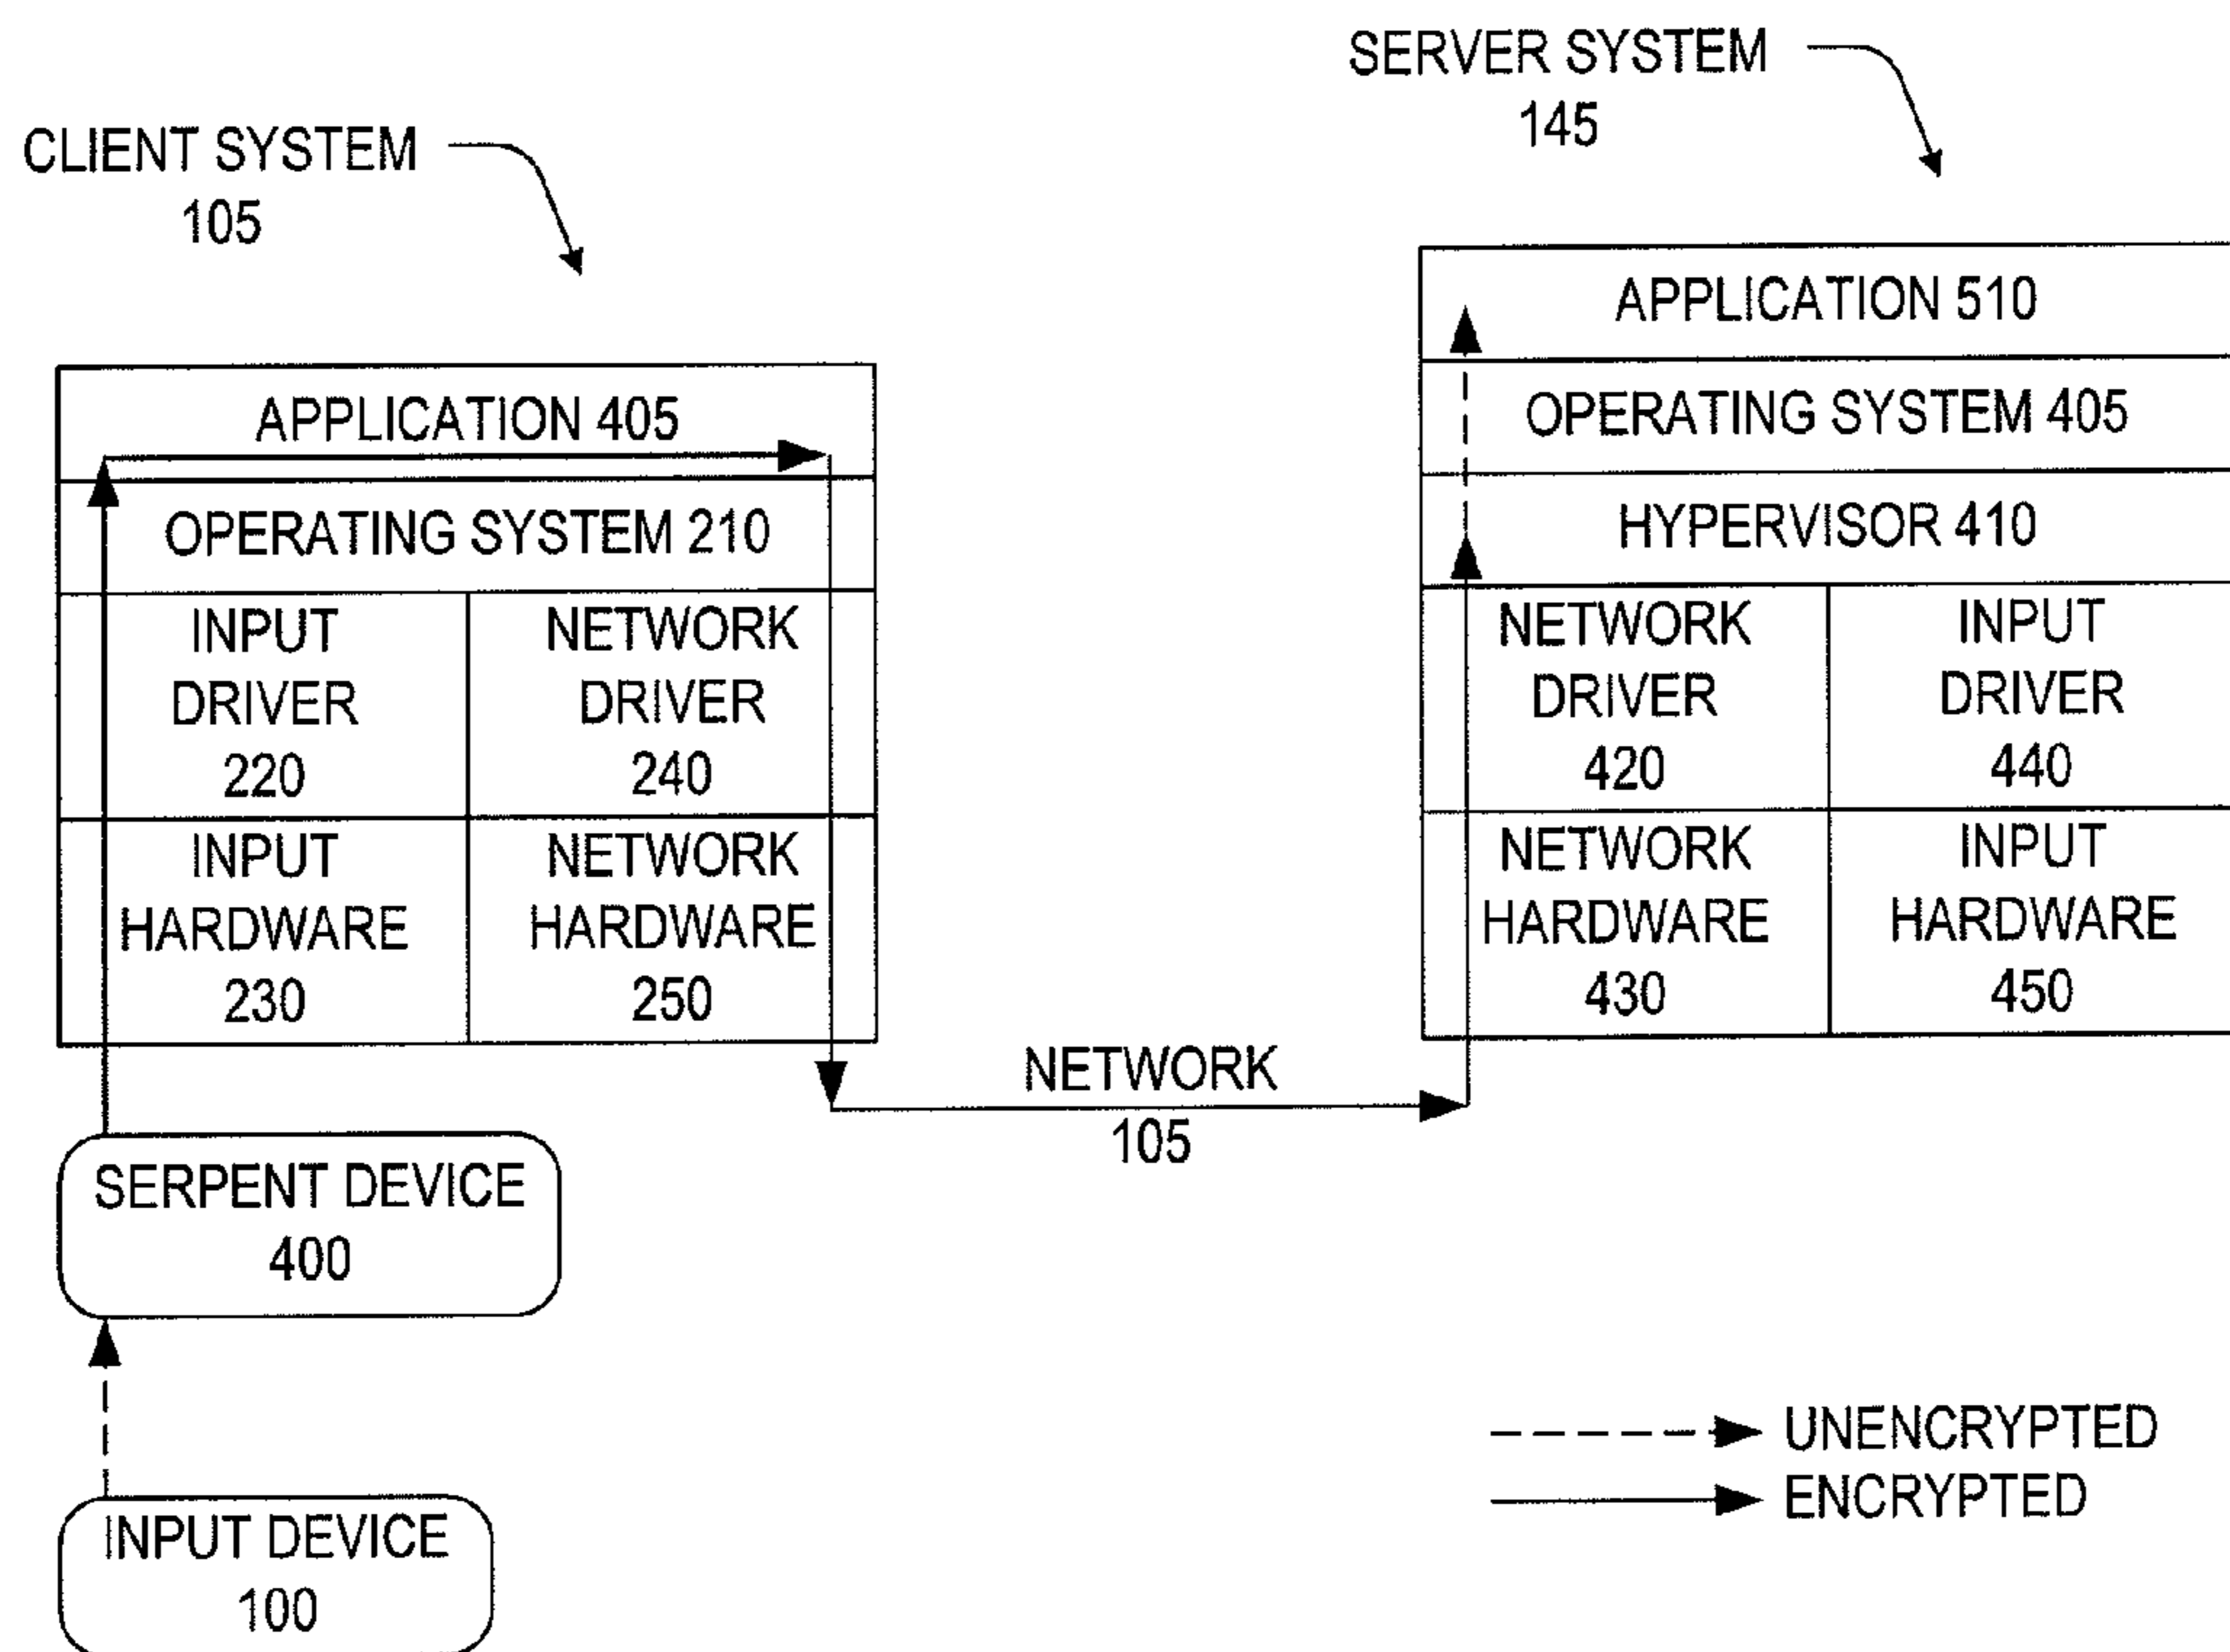 SERVER SYSTEM
145
CLIENT SYSTEM
105
APPLICATION 405
OPERATING SYSTEM 210
INPUT
DRIVER
220
NETWORK
DRIVER
240
INPUT
HARDWARE
230
NETWORK
HARDWARE
250
APPLICATION 510
OPERATING SYSTEM 405
HYPERVISOR 410
NETWORK
DRIVER
420
INPUT
DRIVER
440
NETWORK
HARDWARE
430
INPUT
HARDWARE
450
NETWORK
105
SERPENT DEVICE
400
INPUT DEVICE
100
UNENCRYPTED
ENCRYPTED